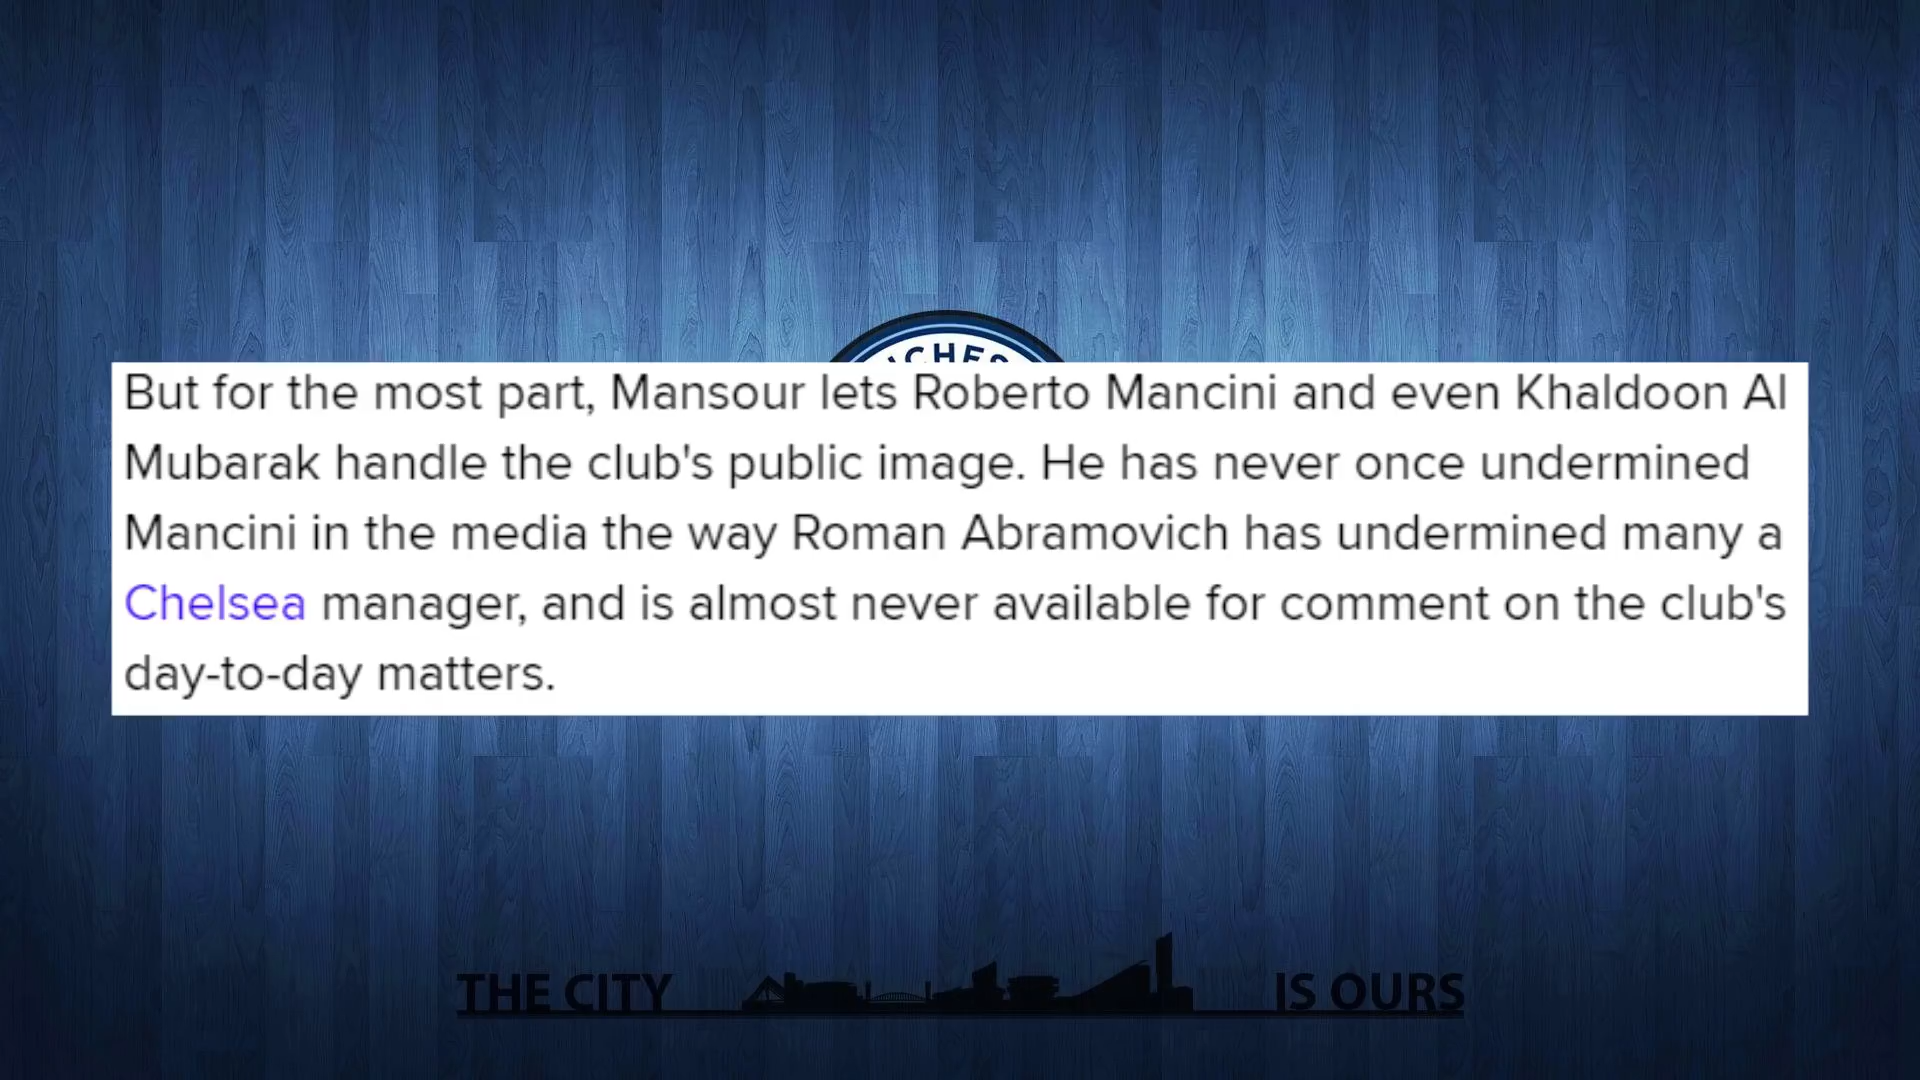 CHES
But for the most part, Mansour lets Roberto Mancini and even Khaldoon Al
Mubarak handle the club's public image. He has never once undermined
Mancini in the media the way Roman Abramovich has undermined many a
Chelsea manager, and is almost never available for comment on the club's
day-to-day matters.
THE CITY IS OURS